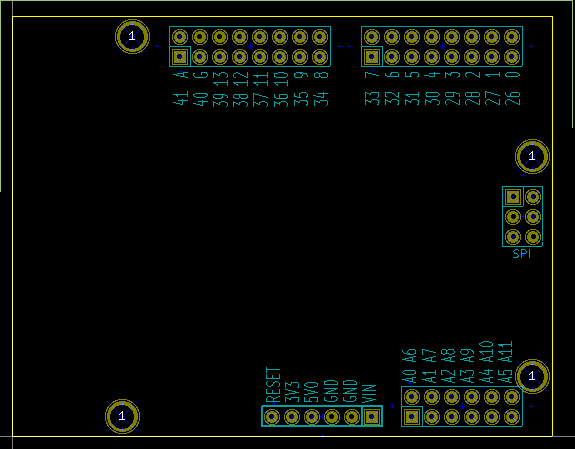 1
41 A
40 G
39 13
38 12
37 11
36 10
35 9
34 8
33 7
32 6
31 5
30 4
29 3
28 2
27 1
26 0
1
SPI
RESET
3V3
5V0
GND
GND
VIN
A0 A6
A1 A7
A2 A8
A3 A9
A4 A10
A5 A11
1
1